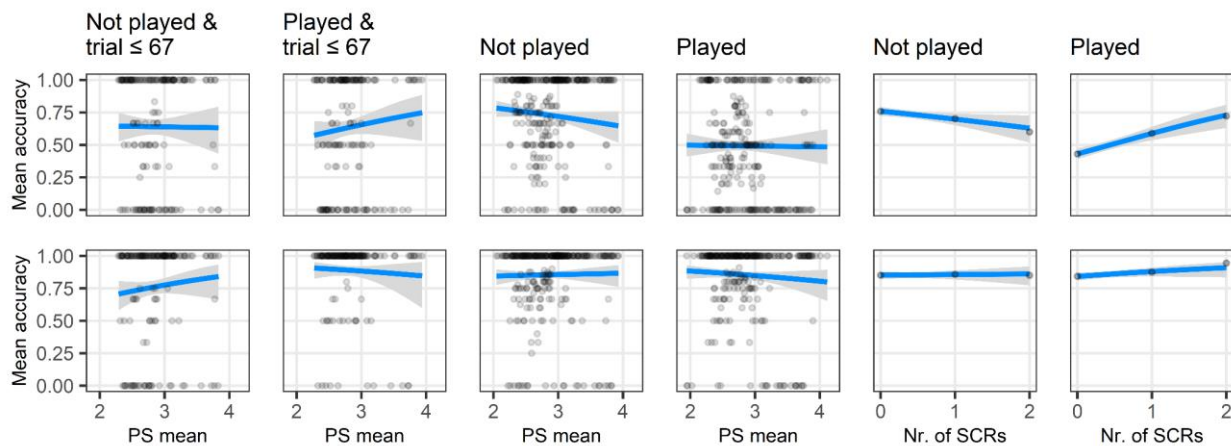 Not played &
trial ≤ 67
Played &
trial ≤ 67
Not played
Played
Not played
Played
Mean accuracy
1.00
0.75
0.50
0.25
0.00
Mean accuracy
1.00
0.75
0.50
0.25
0.00
2 3 4
2 3 4
2 3 4
2 3 4
0 1 2
0 1 2
PS mean
PS mean
PS mean
PS mean
Nr. of SCRs
Nr. of SCRs